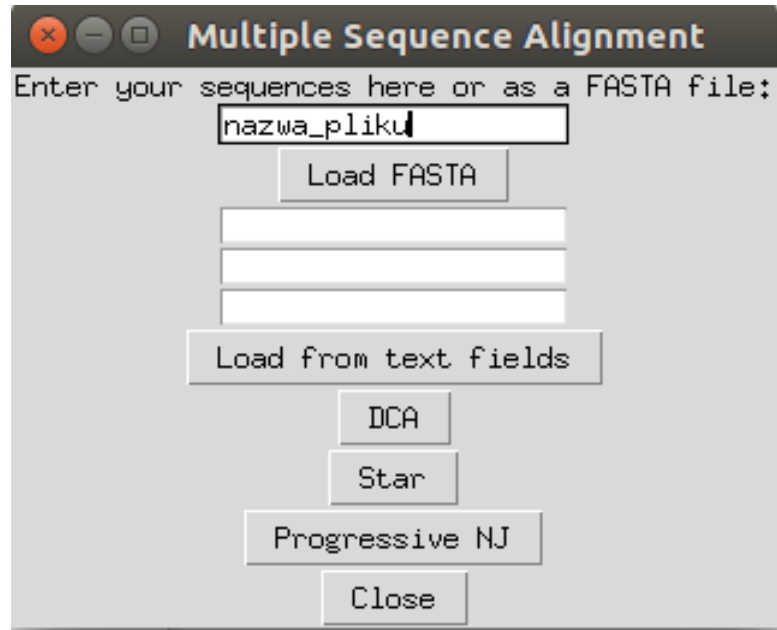 Multiple Sequence Alignment
Enter your sequences here or as a FASTA file:
nazwa_pliku
Load FASTA
Load from text fields
DCA
Star
Progressive NJ
Close